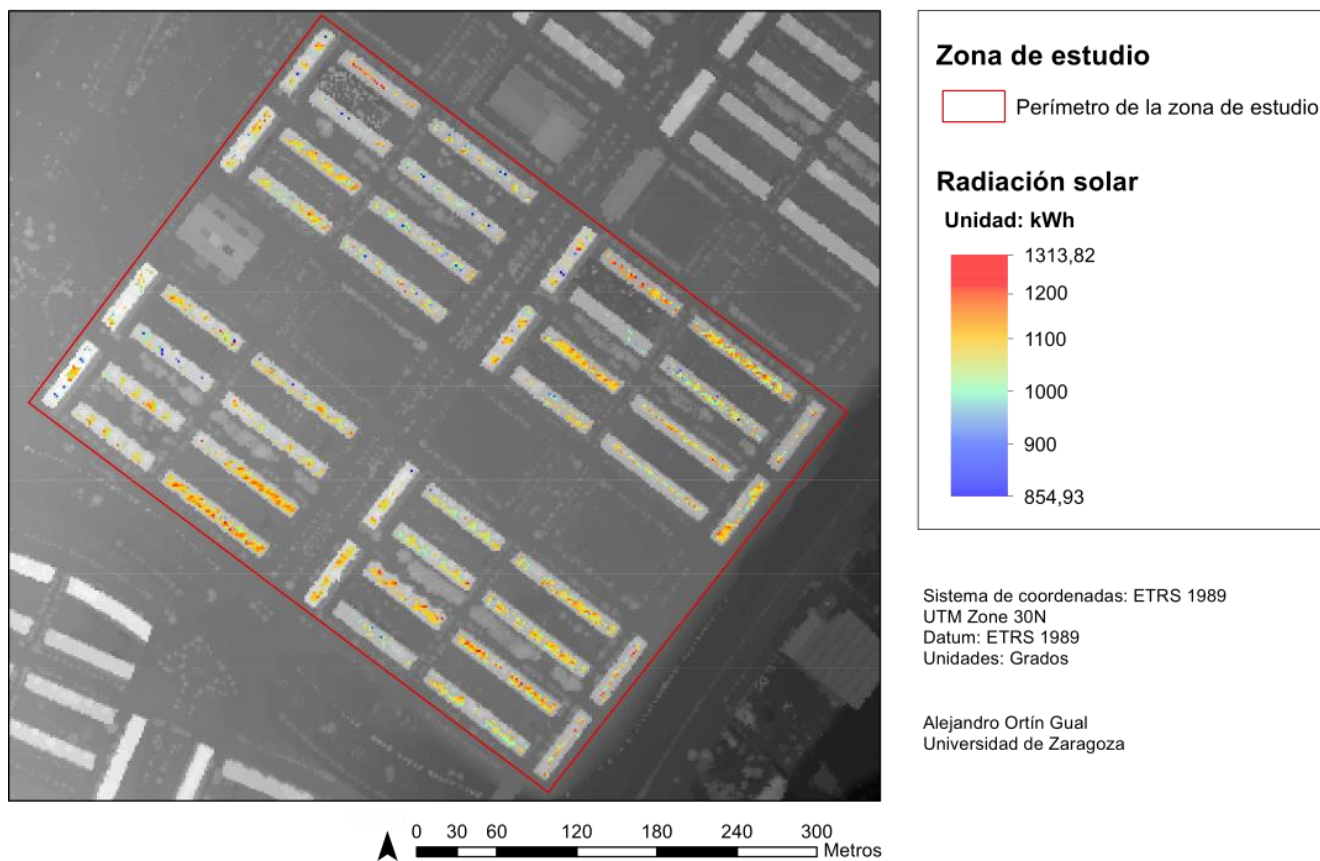 Zona de estudio
Perímetro de la zona de estudio
Radiación solar
Unidad: kWh
1313,82
1200
1100
1000
900
854,93
Sistema de coordenadas: ETRS 1989
UTM Zone 30N
Datum: ETRS 1989
Unidades: Grados
Alejandro Ortín Gual
Universidad de Zaragoza
0 30 60 120 180 240 300
Metros